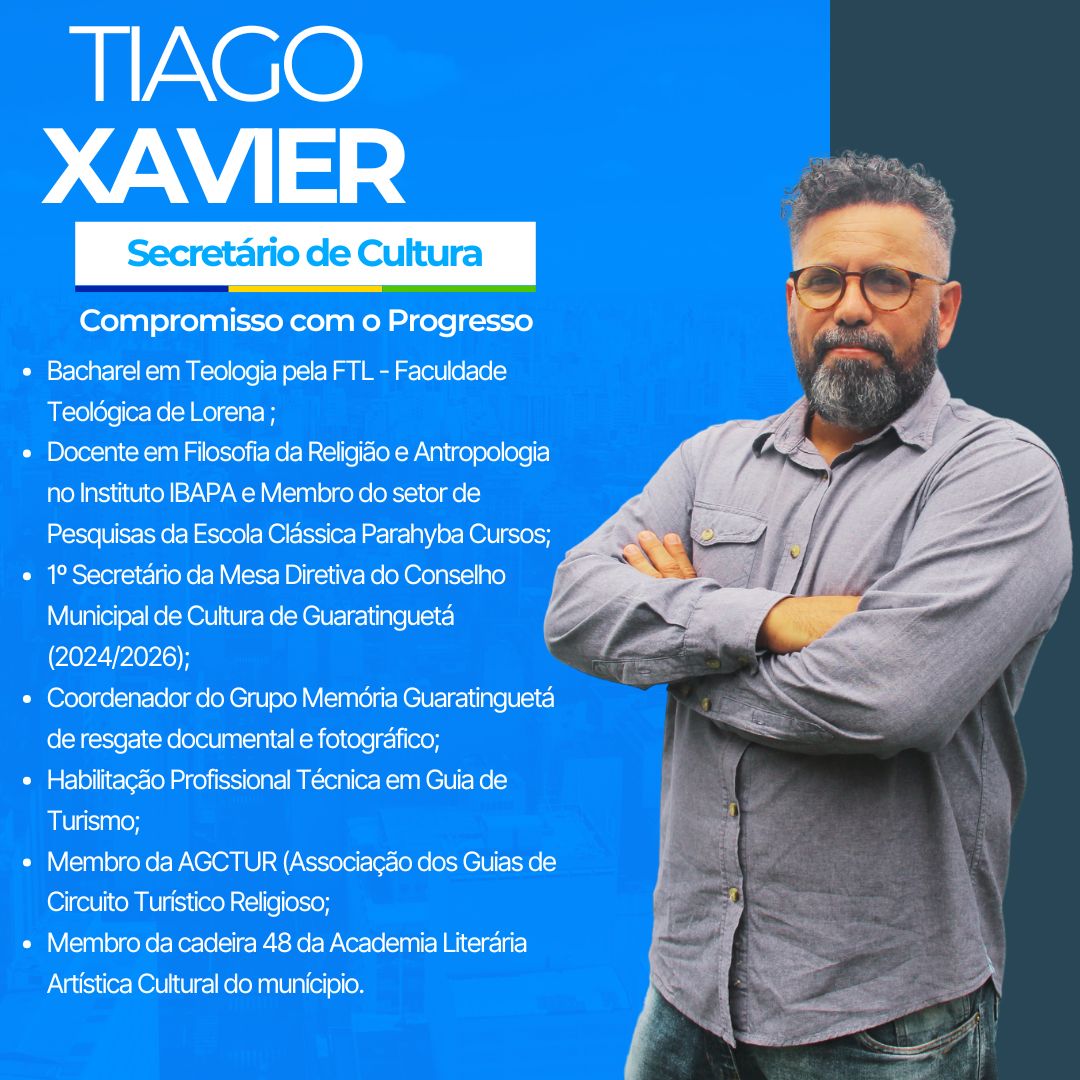 TIAGO
XAVIER
Secretário de Cultura
Compromisso com o Progresso
• Bacharel em Teologia pela FTL - Faculdade
Teológica de Lorena ;
• Docente em Filosofia da Religião e Antropologia
no Instituto IBAPA e Membro do setor de
Pesquisas da Escola Clássica Parahyba Cursos;
• 1º Secretário da Mesa Diretiva do Conselho
Municipal de Cultura de Guaratinguetá
(2024/2026);
• Coordenador do Grupo Memória Guaratinguetá
de resgate documental e fotográfico;
• Habilitação Profissional Técnica em Guia de
Turismo;
• Membro da AGCTUR (Associação dos Guias de
Circuito Turístico Religioso;
• Membro da cadeira 48 da Academia Literária
Artística Cultural do munícipio.